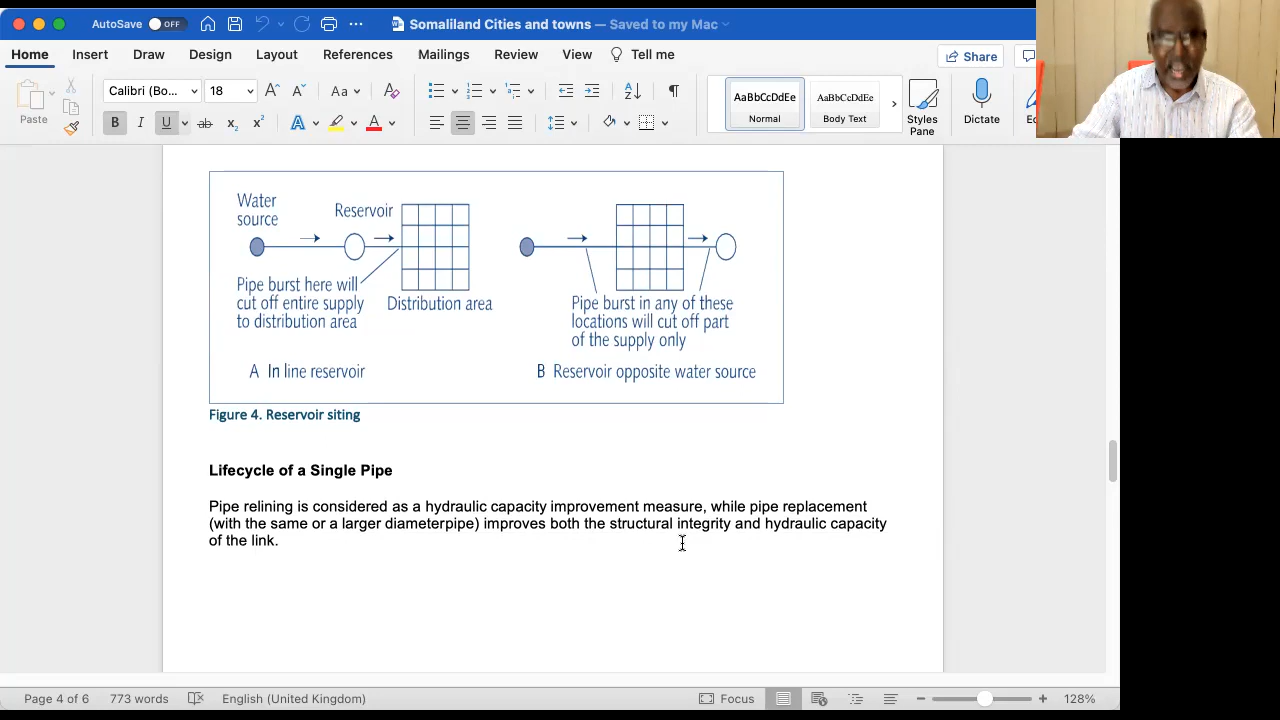 AutoSave OFF
Somaliland Cities and towns — Saved to my Mac
Home Insert Draw Design Layout References Mailings Review View Tell me
Share
Paste
Calibri (Bo... 18
Aa
B I U ab x₂ x²
AaBbCcDdEe
Normal
AaBbCcDdEe
Body Text
Styles
Pane
Dictate
Water
source
Reservoir
Pipe burst here will
cut off entire supply
to distribution area
Distribution area
A In line reservoir
Pipe burst in any of these
locations will cut off part
of the supply only
B Reservoir opposite water source
Figure 4. Reservoir siting
Lifecycle of a Single Pipe
Pipe relining is considered as a hydraulic capacity improvement measure, while pipe replacement
(with the same or a larger diameterpipe) improves both the structural integrity and hydraulic capacity
of the link.
Page 4 of 6 773 words English (United Kingdom) Focus 128%